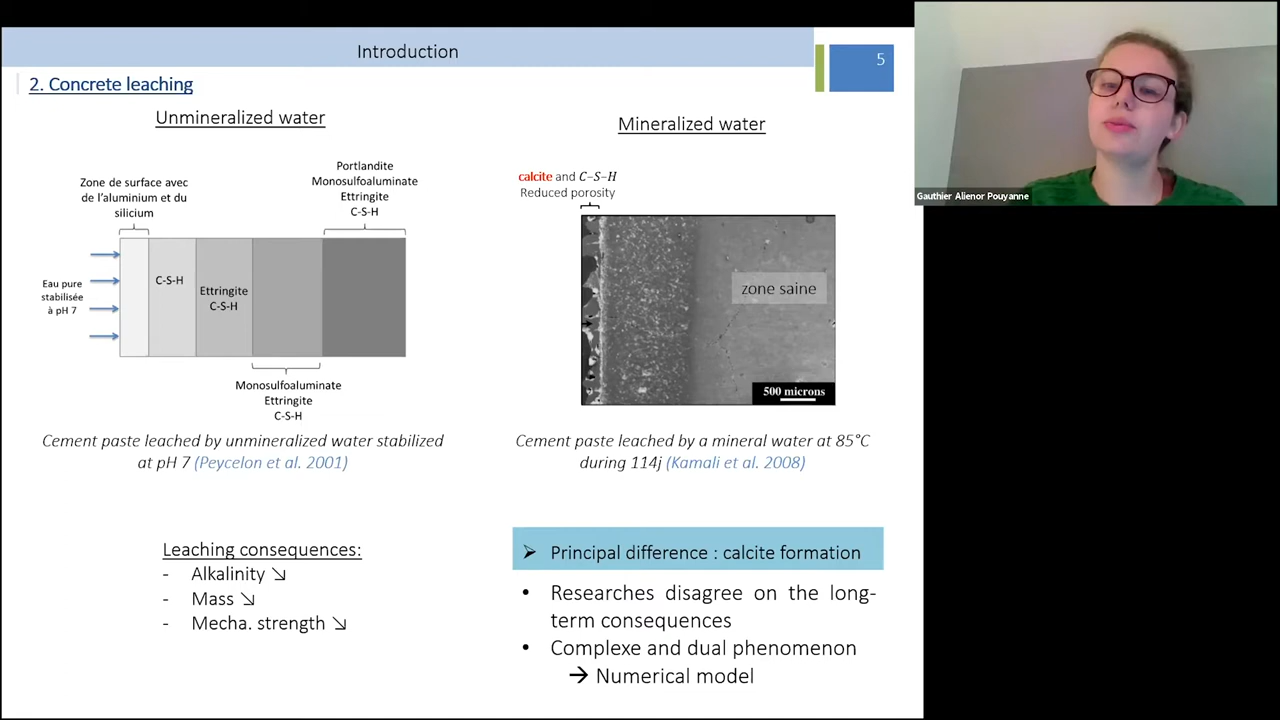 Introduction
5
2. Concrete leaching
Unmineralized water
Zone de surface avec
de l'aluminium et du
silicium
Portlandite
Monosulfoaluminate
Ettringite
C-S-H
Eau pure
stabilisée
à pH 7
C-S-H
Ettringite
C-S-H
Monosulfoaluminate
Ettringite
C-S-H
Cement paste leached by unmineralized water stabilized
at pH 7 (Peycelon et al. 2001)
Leaching consequences:
- Alkalinity ↘
- Mass ↘
- Mecha. strength ↘
Mineralized water
calcite and C–S–H
Reduced porosity
zone saine
500 microns
Cement paste leached by a mineral water at 85°C
during 114j (Kamali et al. 2008)
➢ Principal difference : calcite formation
• Researches disagree on the long-
term consequences
• Complexe and dual phenomenon
→ Numerical model
Gauthier Alienor Pouyanne